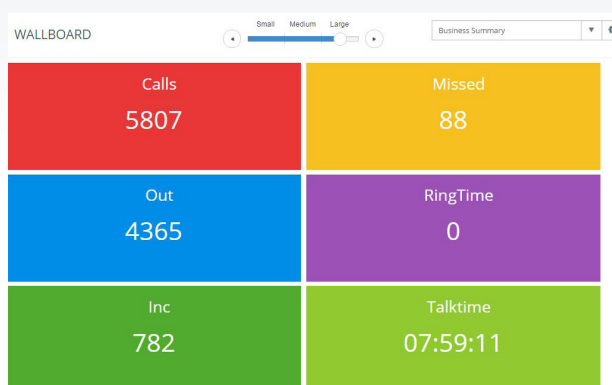 Small Medium Large
WALLBOARD
Business Summary
Calls
5807
Missed
88
Out
4365
RingTime
0
Inc
782
Talktime
07:59:11